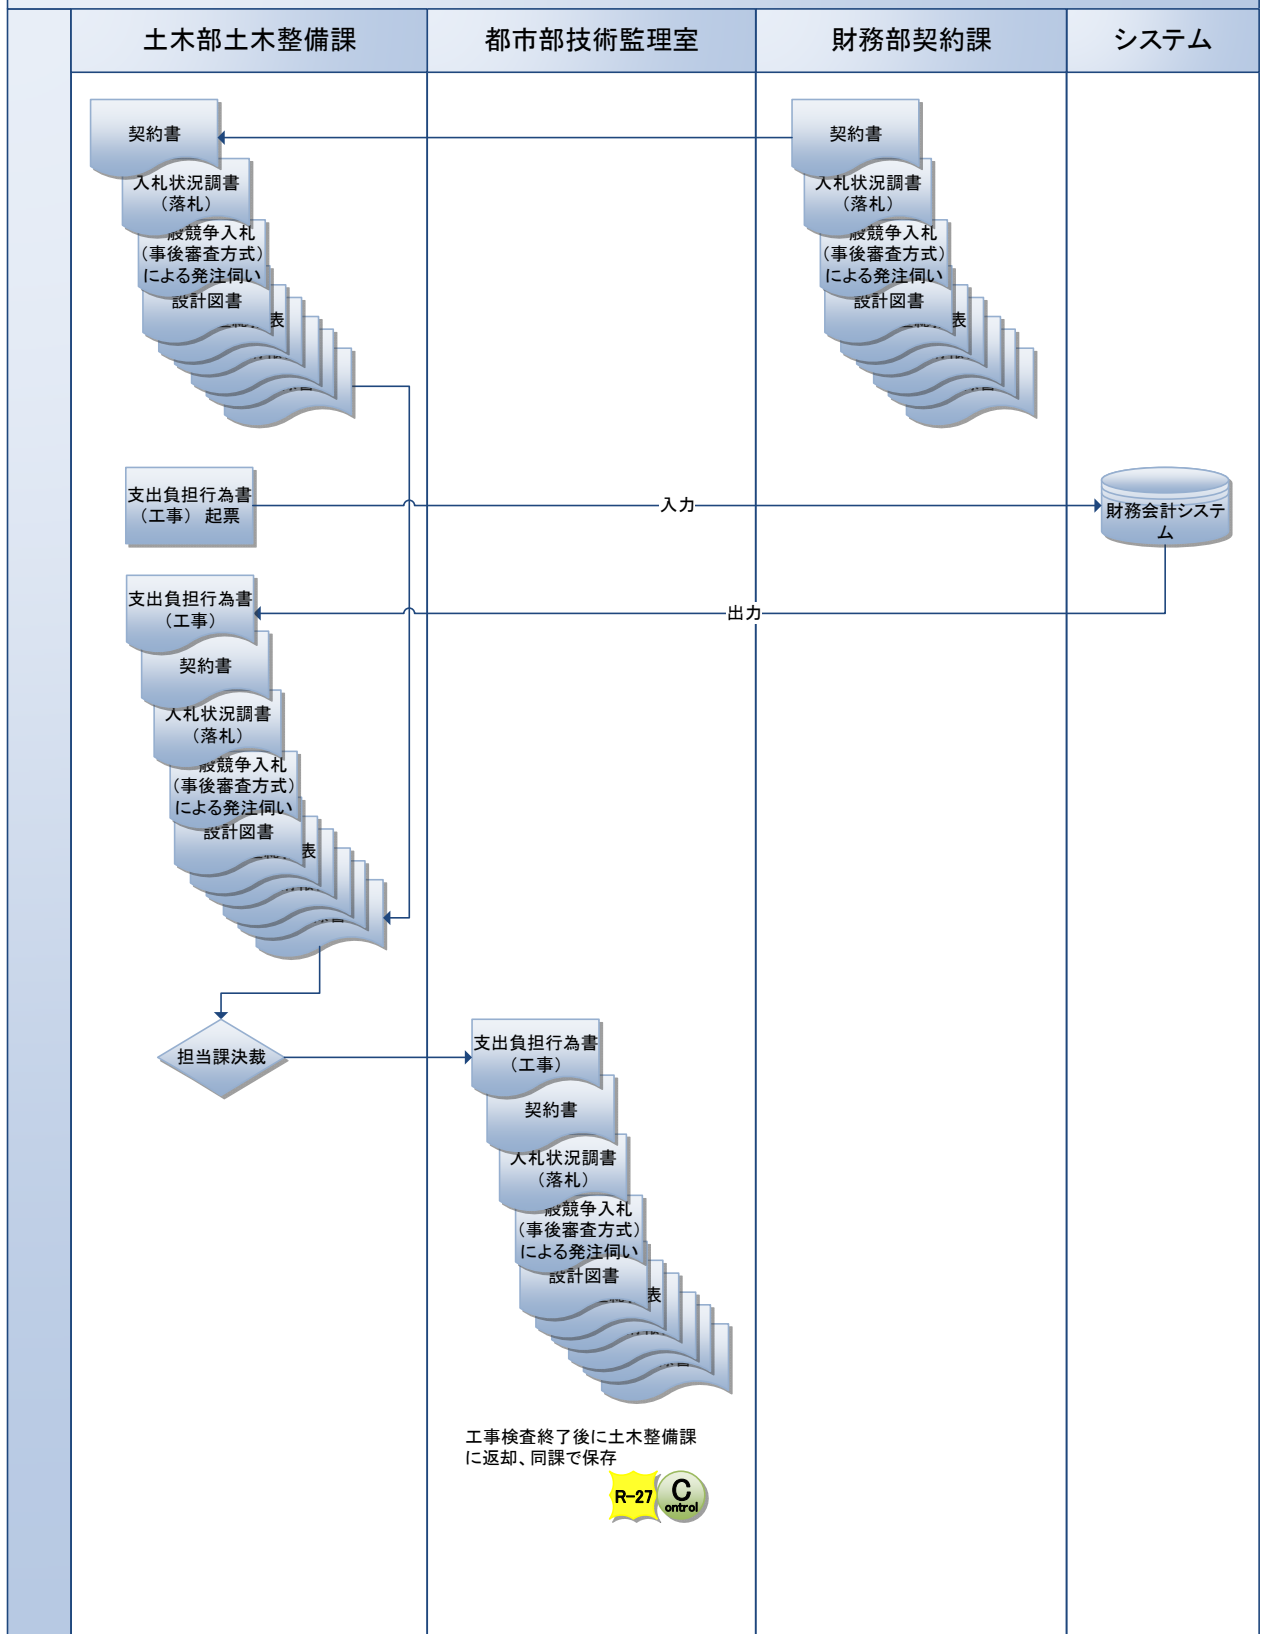 土木部土木整備課
都市部技術監理室
財務部契約課
システム
契約書
入札状況調書
（落札）
般競争入札
（事後審査方式）
による発注伺い
設計図書
表
契約書
入札状況調書
（落札）
般競争入札
（事後審査方式）
による発注伺い
設計図書
表
支出負担行為書
（工事） 起票
入力
財務会計システ
ム
支出負担行為書
（工事）
出力
契約書
入札状況調書
（落札）
般競争入札
（事後審査方式）
による発注伺い
設計図書
表
担当課決裁
支出負担行為書
（工事）
契約書
入札状況調書
（落札）
般競争入札
（事後審査方式）
による発注伺い
設計図書
表
工事検査終了後に土木整備課
に返却、同課で保存
R-27
C
ontrol